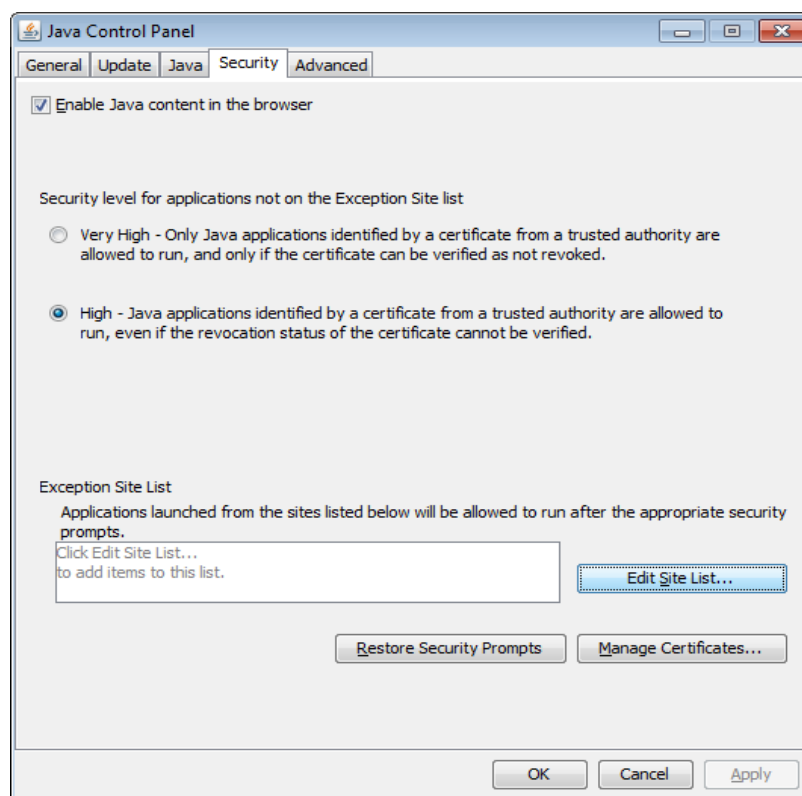 Java Control Panel
General Update Java Security Advanced
Enable Java content in the browser
Security level for applications not on the Exception Site list
Very High - Only Java applications identified by a certificate from a trusted authority are
allowed to run, and only if the certificate can be verified as not revoked.
High - Java applications identified by a certificate from a trusted authority are allowed to
run, even if the revocation status of the certificate cannot be verified.
Exception Site List
Applications launched from the sites listed below will be allowed to run after the appropriate security
prompts.
Click Edit Site List...
to add items to this list.
Edit Site List...
Restore Security Prompts Manage Certificates...
OK Cancel Apply